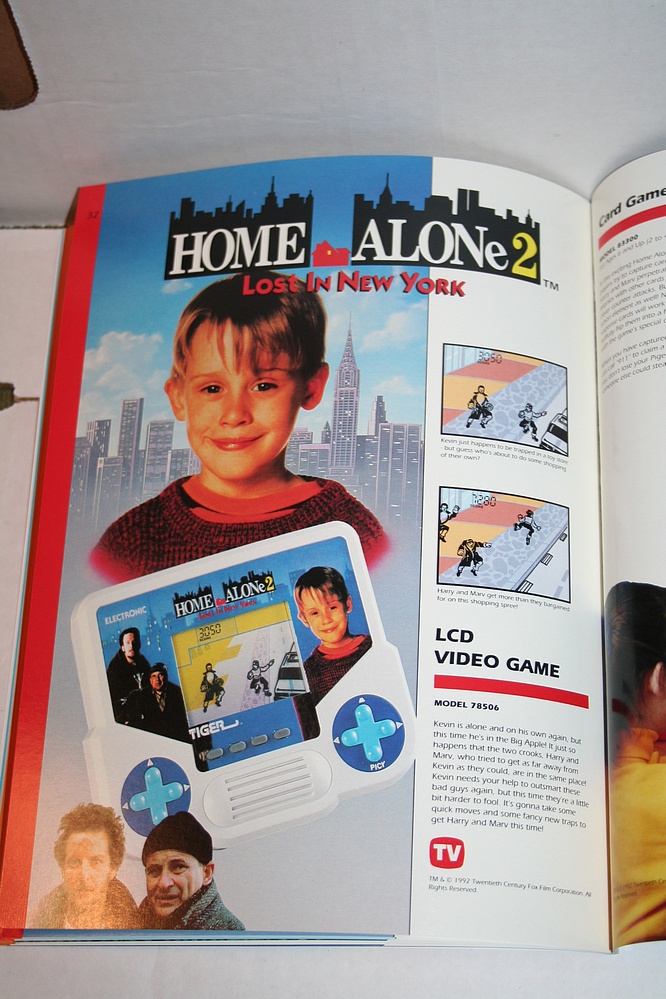 32
HOME ALONe 2
LOST IN NEW YORK
TM
3050
Kevin just happens to be trapped in a toy store
- but guess who's about to do some shopping
of their own?
Harry and Marv get more than they bargained
for on this shopping spree!
LCD
VIDEO GAME
MODEL 78506
Kevin is alone and on his own again, but
this time he's in the Big Apple! It just so
happens that the two crooks, Harry and
Marv, who tried to get as far away from
Kevin as they could, are in the same place!
Kevin needs your help to outsmart these
bad guys again, but this time they're a little
bit harder to fool. It's gonna take some
quick moves and some fancy new traps to
get Harry and Marv this time!
TV
TM & © 1992 Twentieth Century Fox Film Corporation. All
Rights Reserved.
ELECTRONIC
HOME ALONe 2
LOST IN NEW YORK
3050
TIGER
Card Game
MODEL 63300